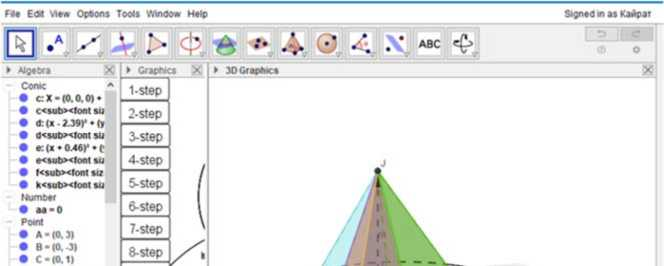 File Edit View Options Tools Window Help Signed in as Кайрат
ABC
Algebra Graphics 3D Graphics
Conic
c: X = (0, 0, 0) +
c<sub><font siz
d: (x - 2.39)² + (y
d<sub><font siz
e: (x + 0.46)² + (
e<sub><font siz
f<sub><font siz
k<sub><font siz
Number
aa = 0
Point
A = (0, 3)
B = (0, -3)
C = (0, 1)
1-step
2-step
3-step
4-step
5-step
6-step
7-step
8-step
J